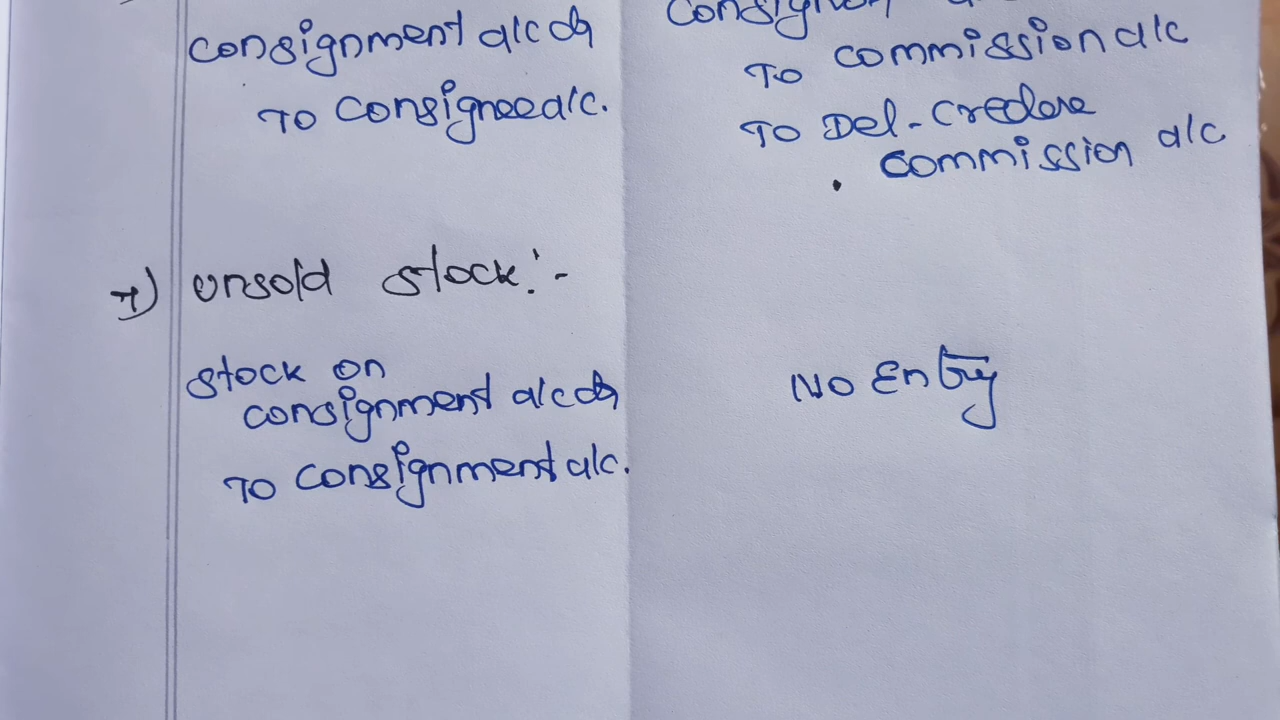 consignment a/c dr
To consignee a/c.
consignor
To commission a/c
To Del-credere
commission a/c
7) unsold stock:-
stock on
consignment a/c dr
To consignment a/c.
No Entry